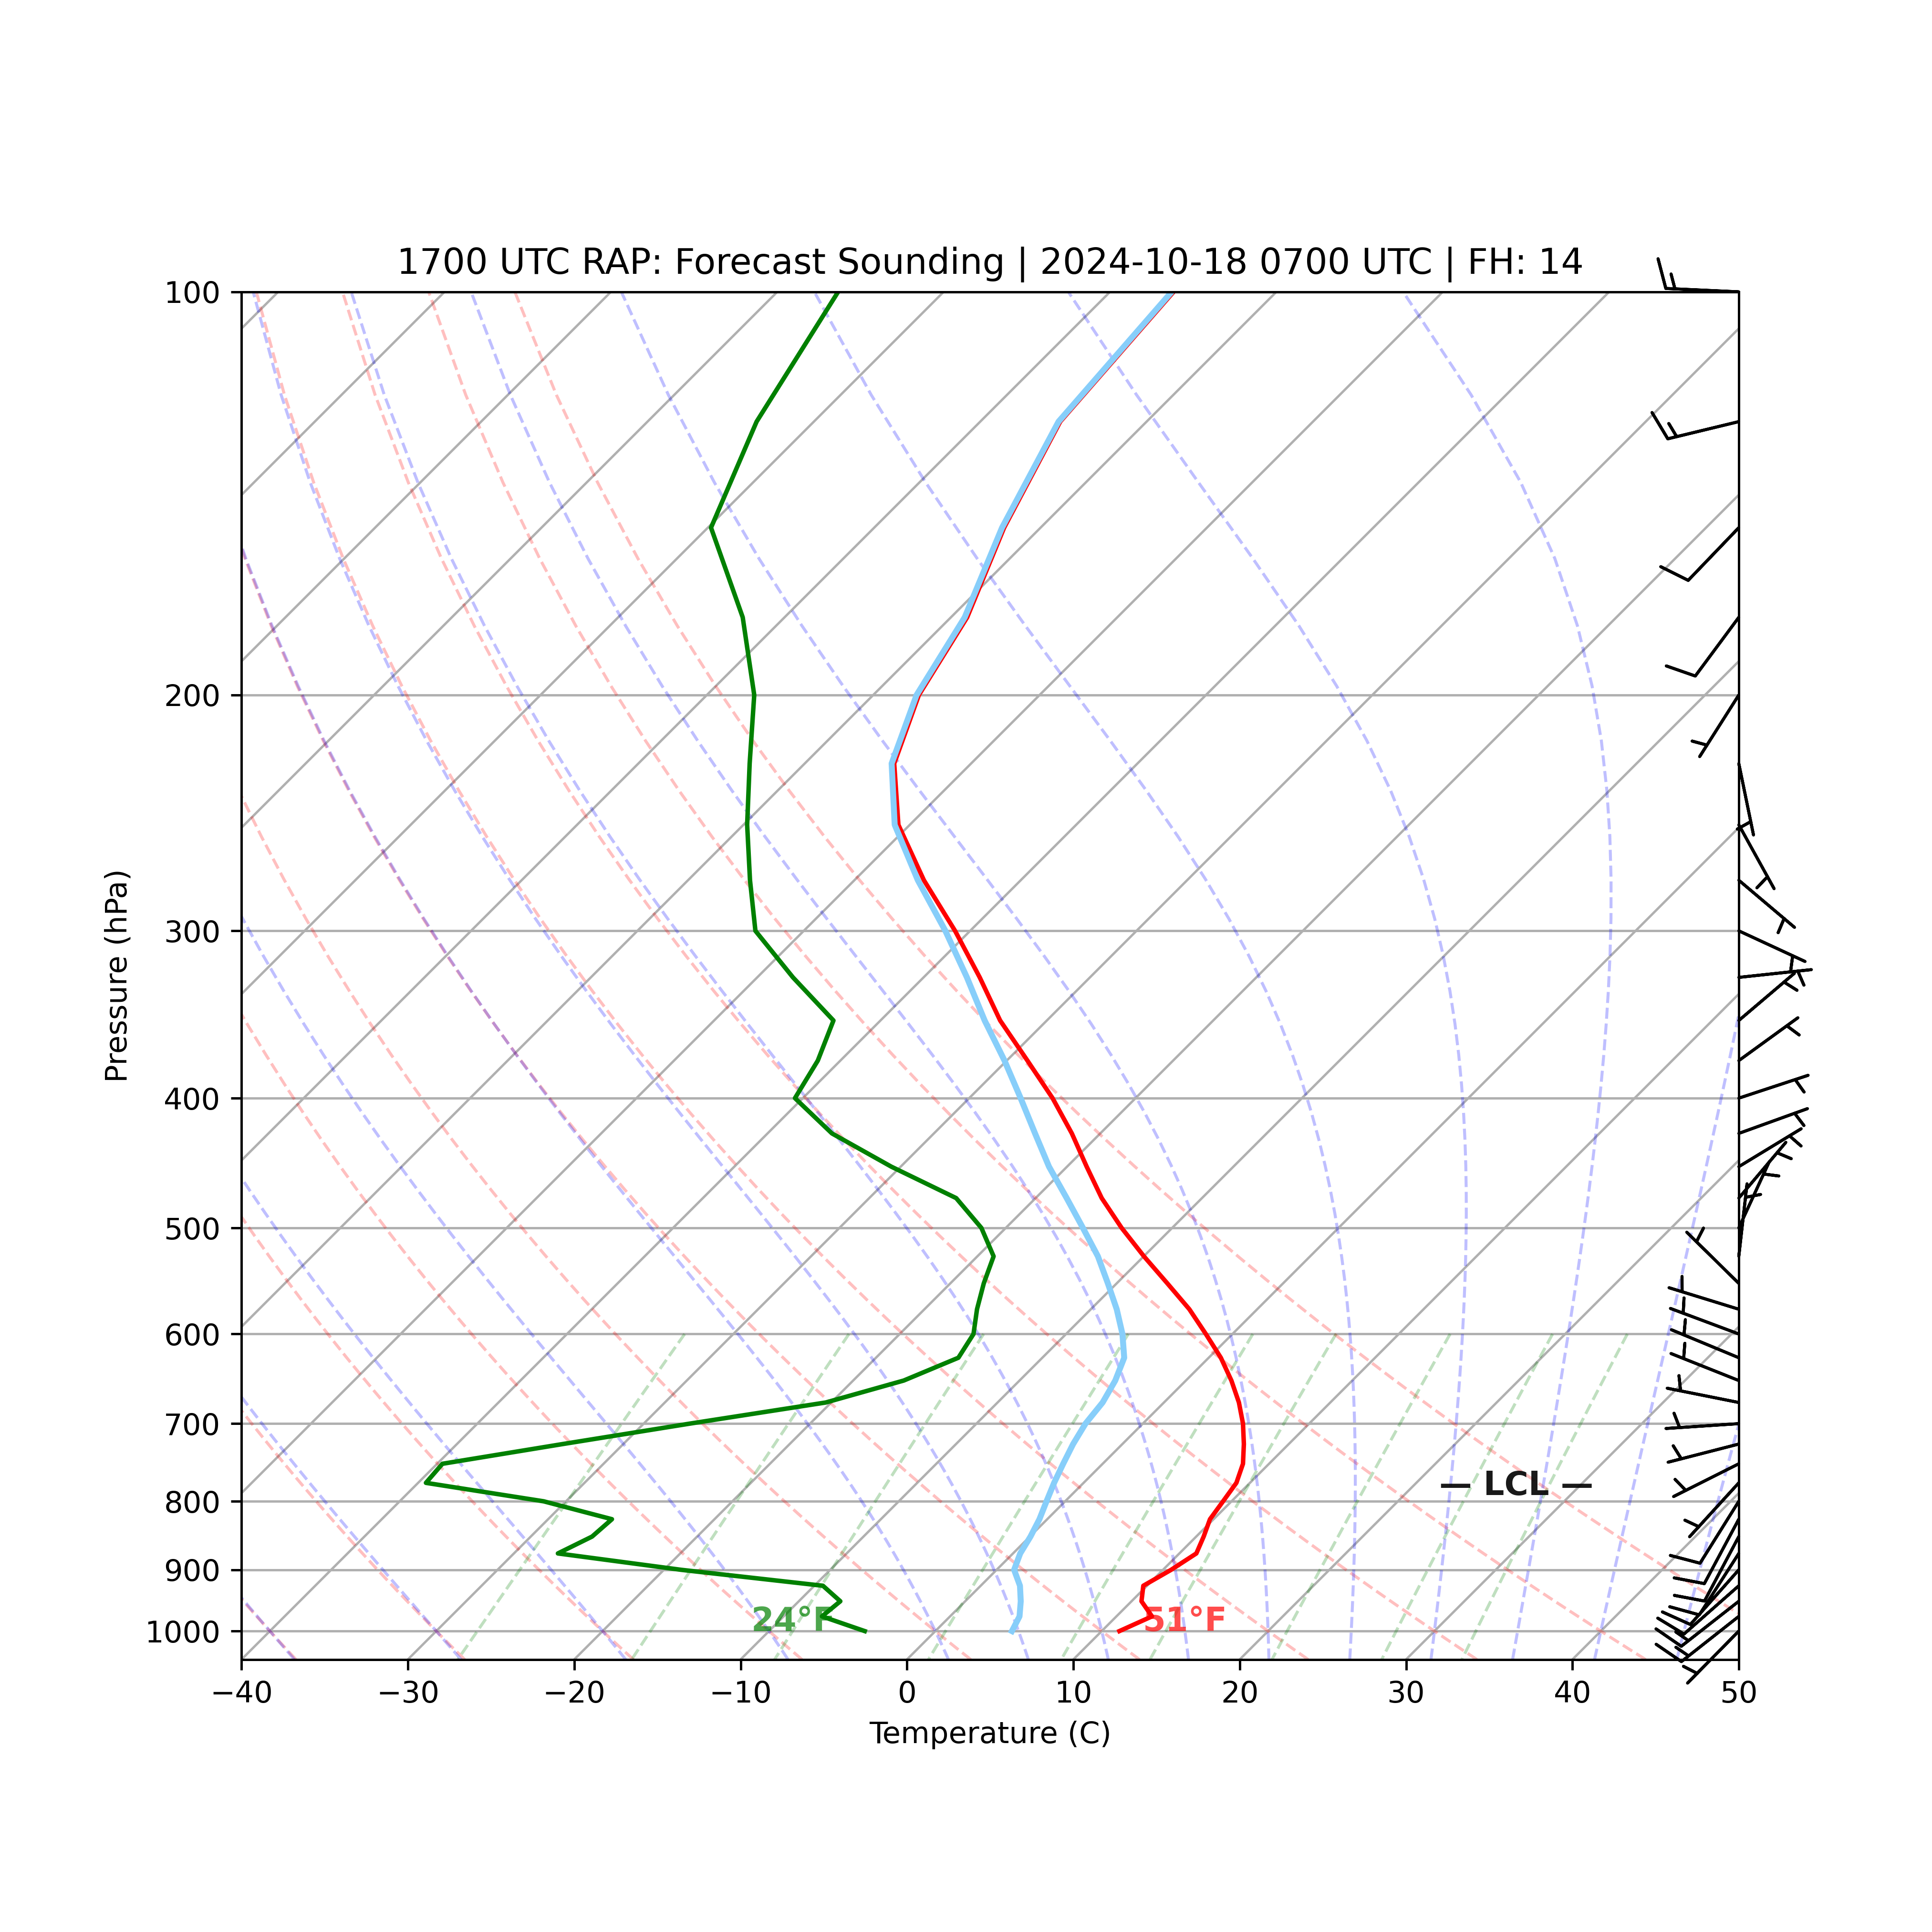 1700 UTC RAP: Forecast Sounding | 2024-10-18 0700 UTC | FH: 14
100
200
300
400
500
600
700
800
900
1000
Pressure (hPa)
— LCL —
24°F
51°F
−40 −30 −20 −10 0 10 20 30 40 50
Temperature (C)